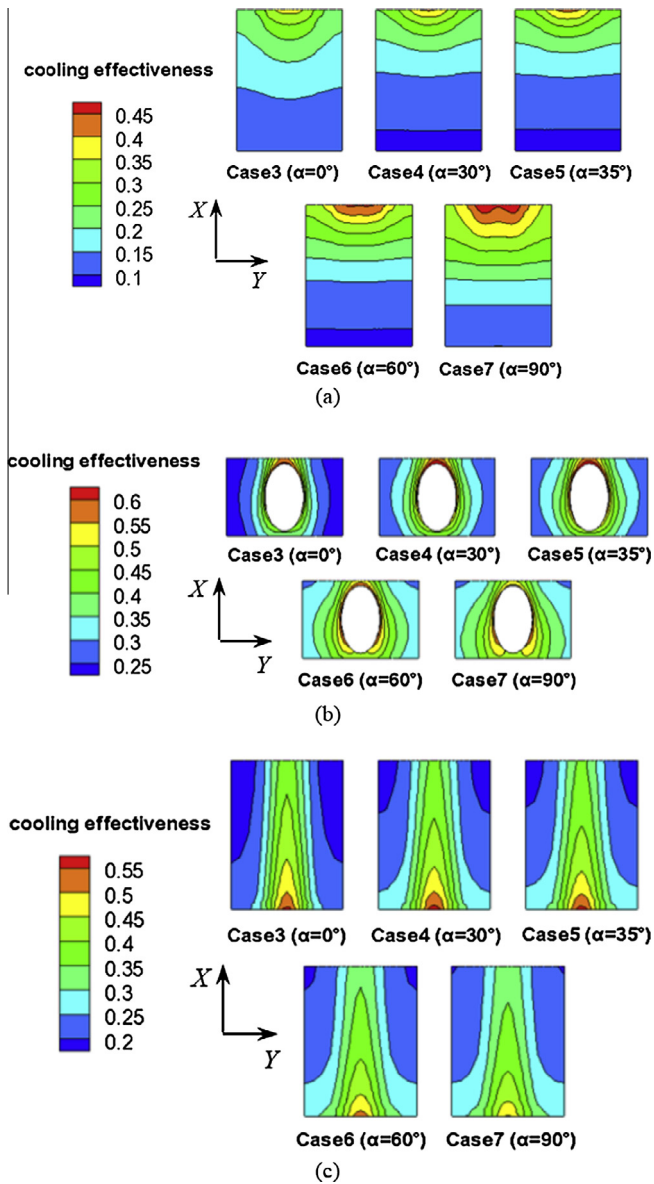 cooling effectiveness
0.45
0.4
0.35
0.3
0.25
0.2
0.15
0.1
Case3 (α=0°) Case4 (α=30°) Case5 (α=35°)
X
Y
Case6 (α=60°) Case7 (α=90°)
(a)
cooling effectiveness
0.6
0.55
0.5
0.45
0.4
0.35
0.3
0.25
Case3 (α=0°) Case4 (α=30°) Case5 (α=35°)
X
Y
Case6 (α=60°) Case7 (α=90°)
(b)
cooling effectiveness
0.55
0.5
0.45
0.4
0.35
0.3
0.25
0.2
Case3 (α=0°) Case4 (α=30°) Case5 (α=35°)
X
Y
Case6 (α=60°) Case7 (α=90°)
(c)